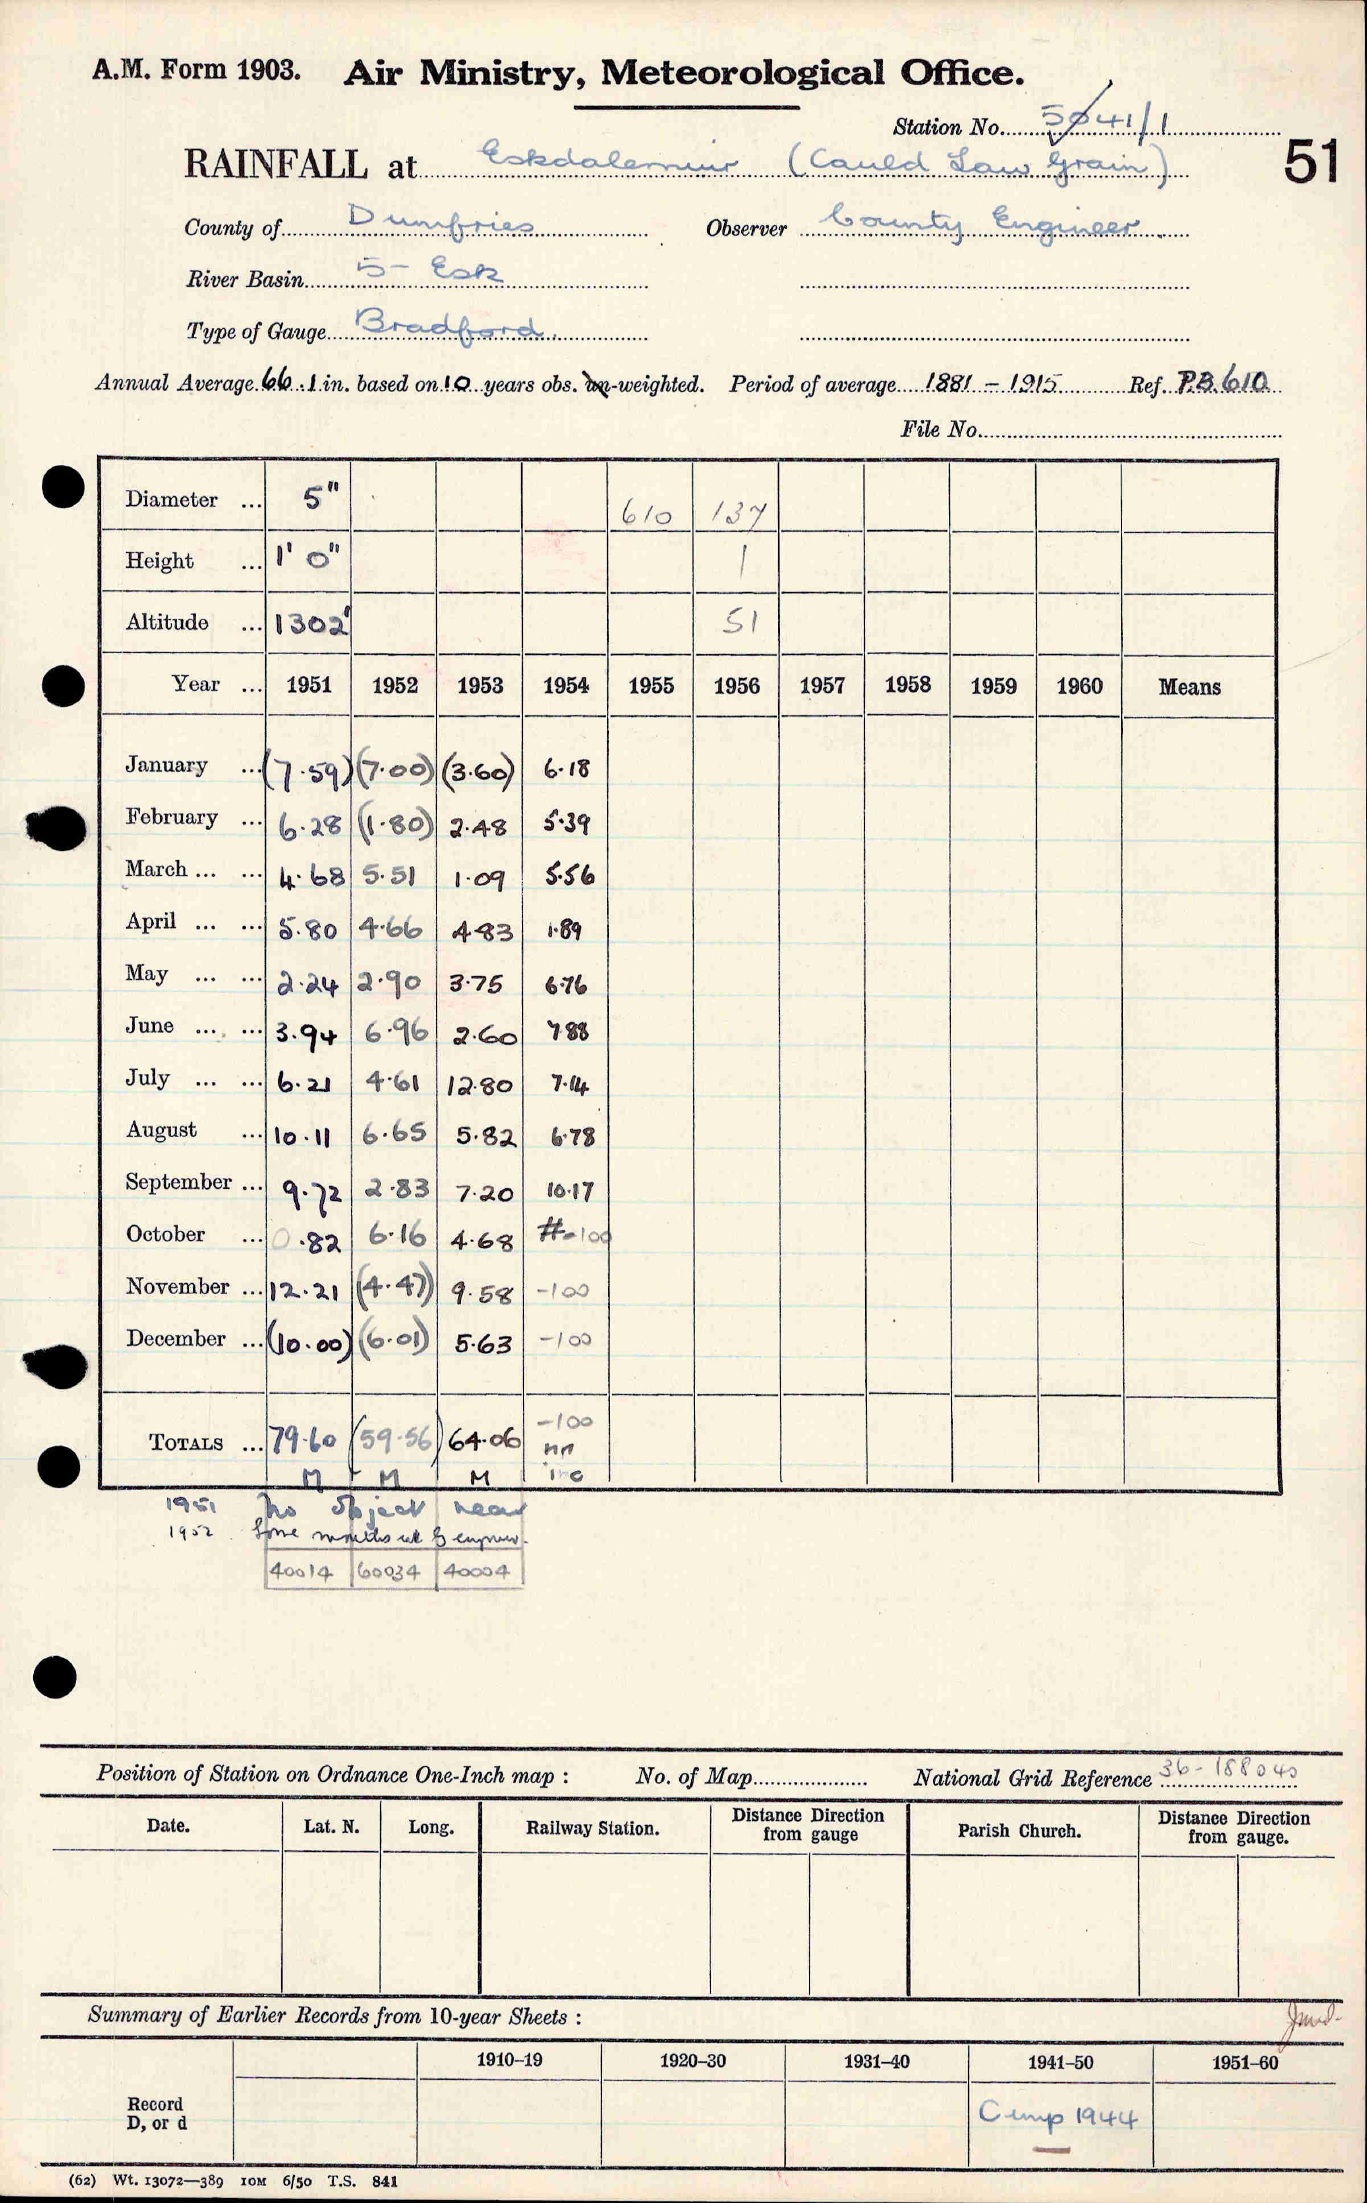 A.M. Form 1903. Air Ministry, Meteorological Office.
Station No. 5041/1
RAINFALL at Eskdalemuir (Cauld Law Grain) 51
County of Dumfries Observer County Engineer.
River Basin 5 - Esk
Type of Gauge Bradford.
Annual Average 66.1 in. based on 10 years obs. un-weighted. Period of average 1881 - 1915 Ref. P.B. 610
File No.
Diameter ... 5" 610 137
Height ... 1' 0" 1
Altitude ... 1302' 51
Year ... 1951 1952 1953 1954 1955 1956 1957 1958 1959 1960 Means
January ... (7.59) (7.00) (3.60) 6.18
February ... 6.28 (1.80) 2.48 5.39
March ... ... 4.68 5.51 1.09 5.56
April ... ... 5.80 4.66 4.83 1.89
May ... ... 2.24 2.90 3.75 6.76
June ... ... 3.94 6.96 2.60 7.88
July ... ... 6.21 4.61 12.80 7.14
August ... 10.11 6.65 5.82 6.78
September ... 9.72 2.83 7.20 10.17
October ... 0.82 6.16 4.68 -100
November ... 12.21 (4.47) 9.58 -100
December ... (10.00) (6.01) 5.63 -100
TOTALS ... 79.60 (59.56) 64.06 -100
M M M inc
1951 No object near
1952 Some months est by engineer.
40014 60034 40004
Position of Station on Ordnance One-Inch map : No. of Map National Grid Reference 36-188040
Date. Lat. N. Long. Railway Station. Distance Direction from gauge Parish Church. Distance Direction from gauge.
Summary of Earlier Records from 10-year Sheets :
1910–19 1920–30 1931–40 1941–50 1951–60
Record
D, or d Comp 1944
(62) Wt. 13072—389 10M 6/50 T.S. 841